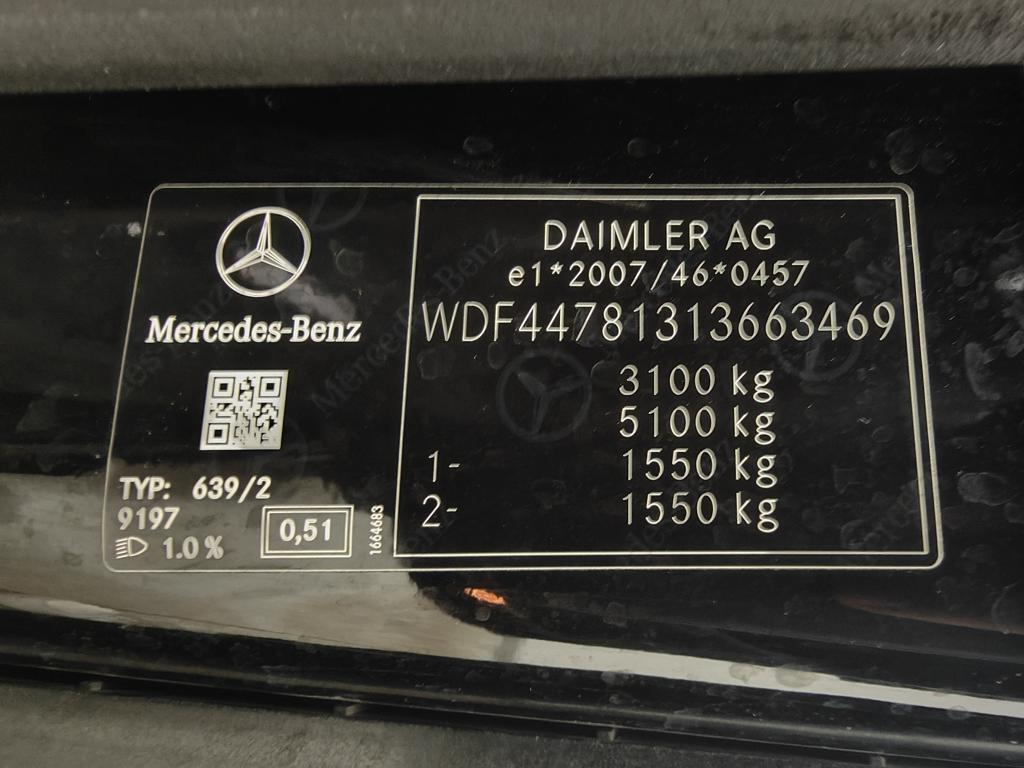 Mercedes-Benz
TYP: 639/2
9197
1.0 %
0,51
1664683
DAIMLER AG
e1*2007/46*0457
WDF44781313663469
3100 kg
5100 kg
1- 1550 kg
2- 1550 kg